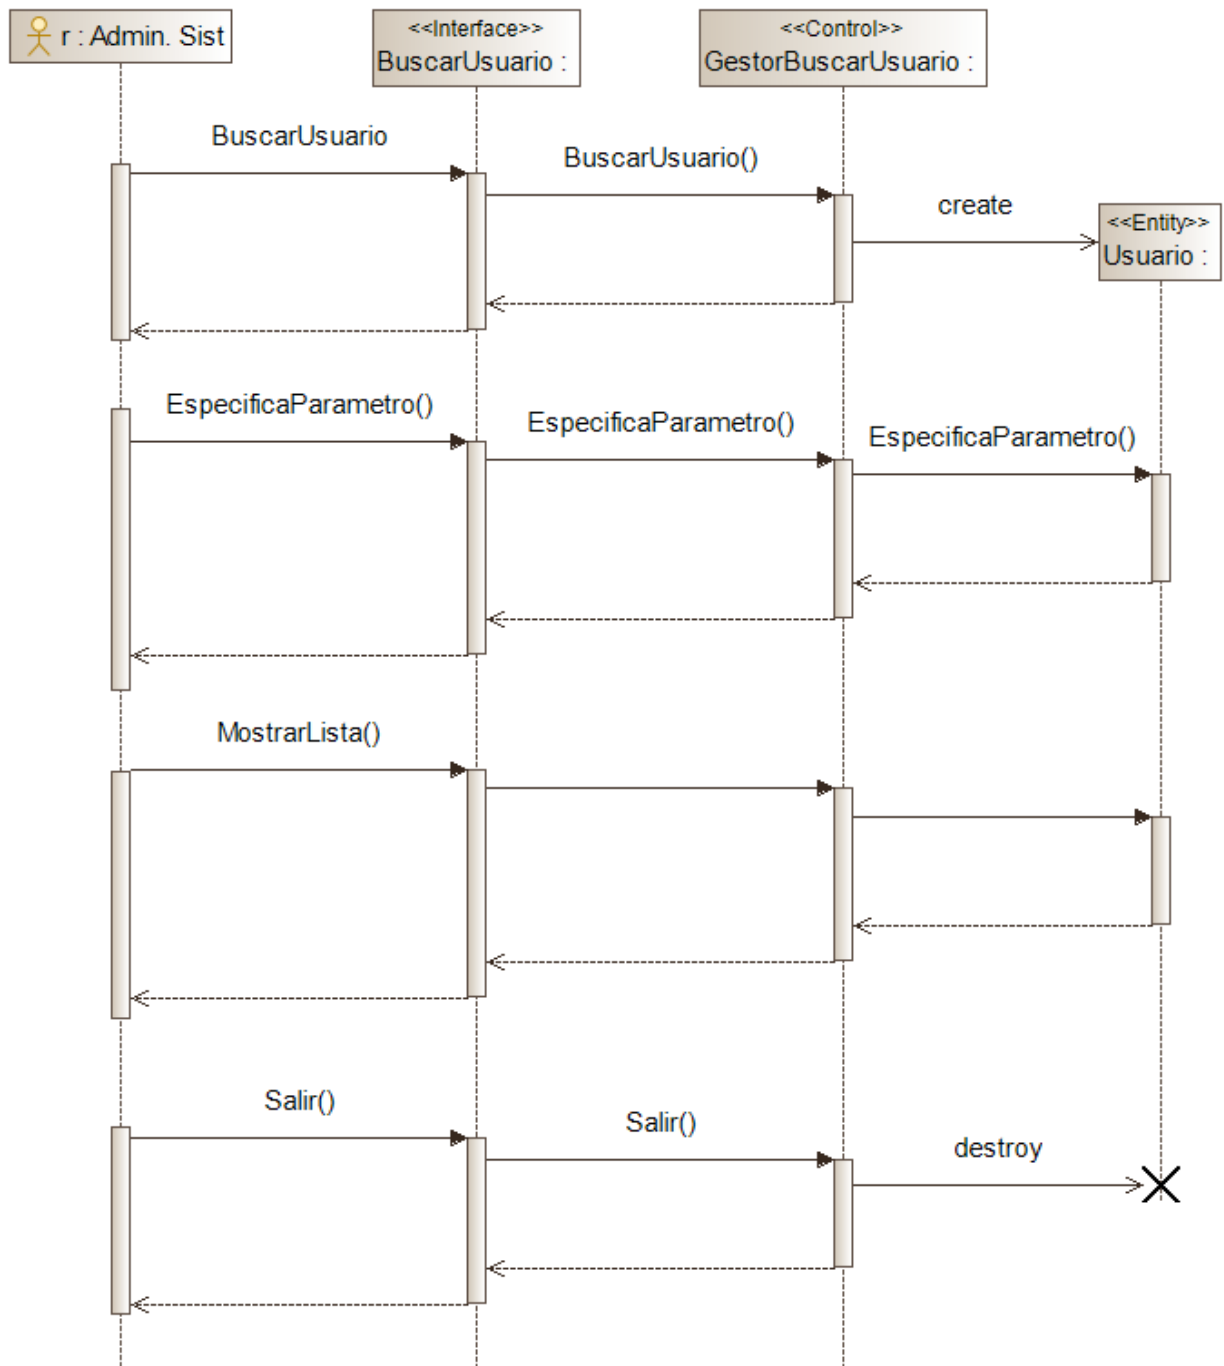 r : Admin. Sist
<<Interface>>
BuscarUsuario :
<<Control>>
GestorBuscarUsuario :
BuscarUsuario
BuscarUsuario()
create
<<Entity>>
Usuario :
EspecificaParametro()
EspecificaParametro()
EspecificaParametro()
MostrarLista()
Salir()
Salir()
destroy